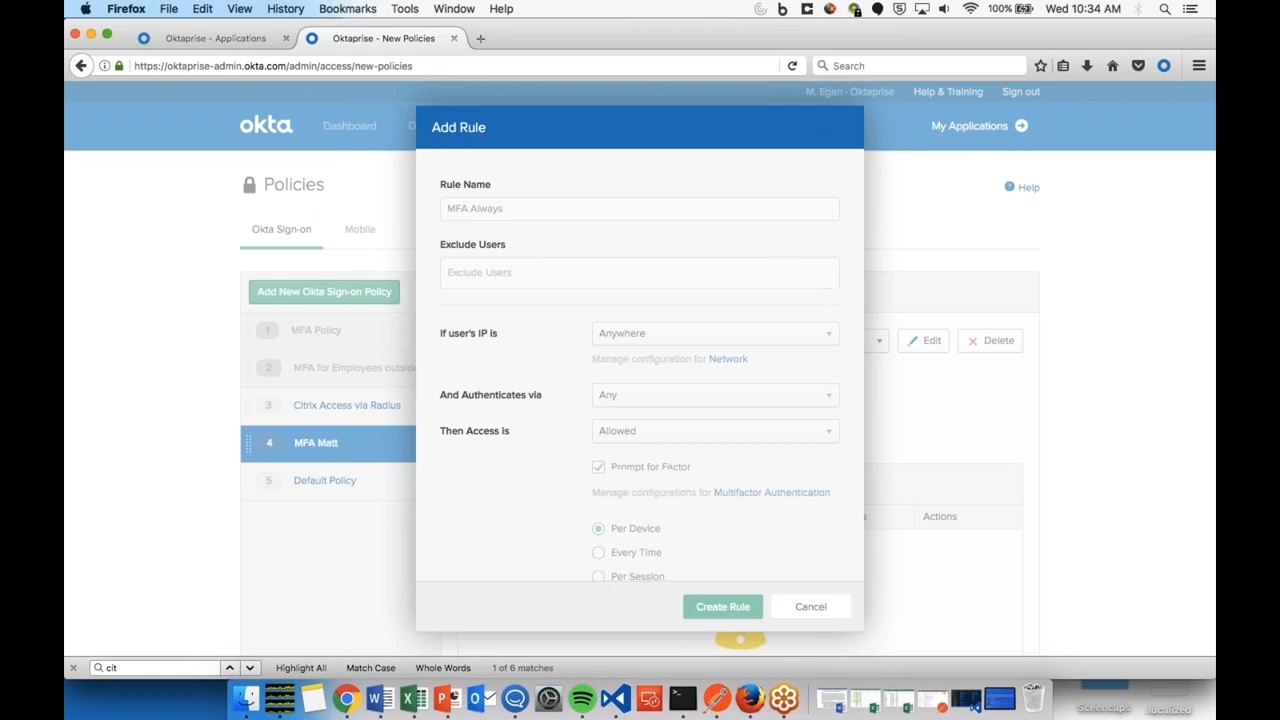 Firefox File Edit View History Bookmarks Tools Window Help 100% Wed 10:34 AM
Oktaprise - Applications Oktaprise - New Policies
https://oktaprise-admin.okta.com/admin/access/new-policies Search
M. Egan - Oktaprise Help & Training Sign out
okta Dashboard D My Applications
Add Rule
Policies Help
Okta Sign-on Mobile
Rule Name
MFA Always
Exclude Users
Exclude Users
Add New Okta Sign-on Policy
1 MFA Policy
2 MFA for Employees outside
3 Citrix Access via Radius
4 MFA Matt
5 Default Policy
If user's IP is Anywhere
Manage configuration for Network
Edit Delete
And Authenticates via Any
Then Access is Allowed
Prompt for Factor
Manage configurations for Multifactor Authentication
Actions
Per Device
Every Time
Per Session
Create Rule Cancel
cit Highlight All Match Case Whole Words 1 of 6 matches
Screencaps localized